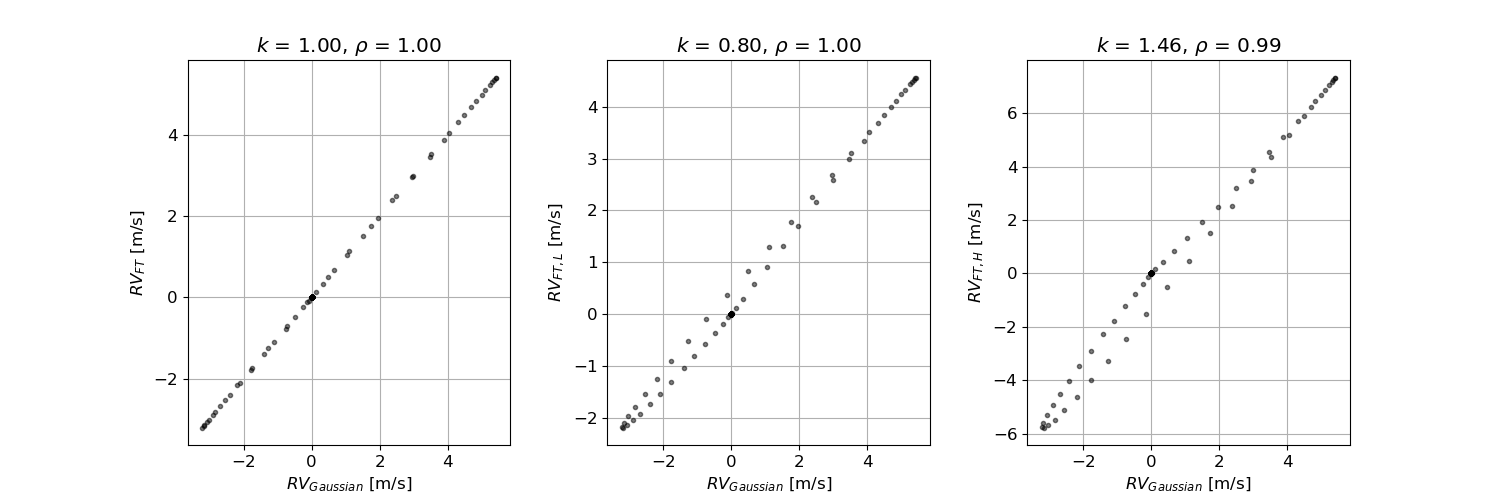 k = 1.00, ρ = 1.00
RV_FT [m/s]
4
2
0
−2
−2 0 2 4
RV_Gaussian [m/s]
k = 0.80, ρ = 1.00
RV_FT,L [m/s]
4
3
2
1
0
−1
−2
−2 0 2 4
RV_Gaussian [m/s]
k = 1.46, ρ = 0.99
RV_FT,H [m/s]
6
4
2
0
−2
−4
−6
−2 0 2 4
RV_Gaussian [m/s]